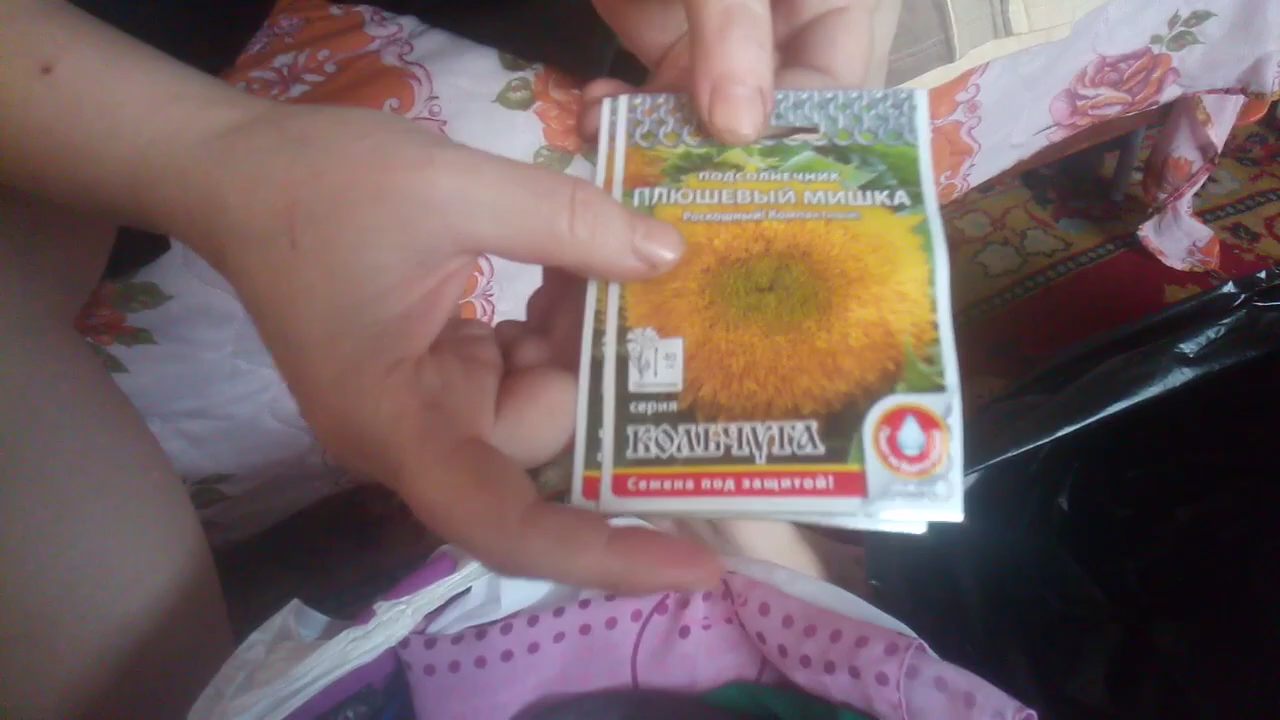 ПОДСОЛНЕЧНИК
ПЛЮШЕВЫЙ МИШКА
Роскошный! Компактный!
серия
КОЛЬЧУГА
Семена под защитой!